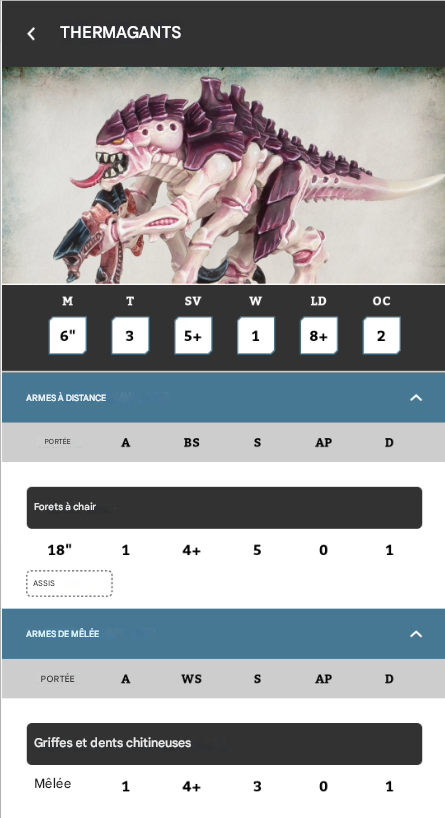 THERMAGANTS
M T SV W LD OC
6" 3 5+ 1 8+ 2
ARMES À DISTANCE
PORTÉE A BS S AP D
Forets à chair
18" 1 4+ 5 0 1
ASSIS
ARMES DE MÊLÉE
PORTÉE A WS S AP D
Griffes et dents chitineuses
Mêlée 1 4+ 3 0 1